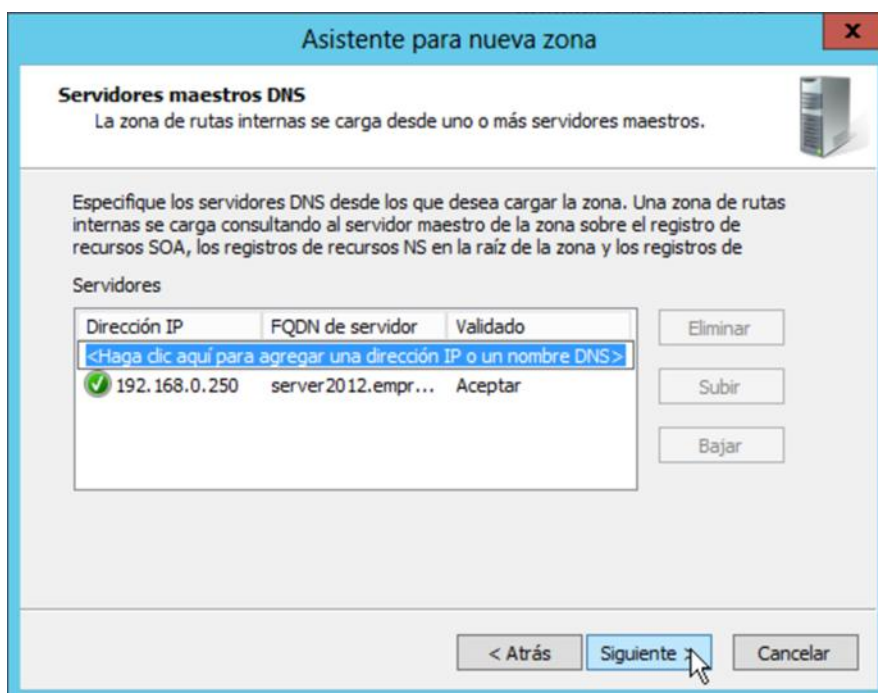 Asistente para nueva zona
x
Servidores maestros DNS
La zona de rutas internas se carga desde uno o más servidores maestros.
Especifique los servidores DNS desde los que desea cargar la zona. Una zona de rutas
internas se carga consultando al servidor maestro de la zona sobre el registro de
recursos SOA, los registros de recursos NS en la raíz de la zona y los registros de
Servidores
Dirección IP FQDN de servidor Validado
<Haga clic aquí para agregar una dirección IP o un nombre DNS>
192.168.0.250 server2012.empr... Aceptar
Eliminar
Subir
Bajar
< Atrás Siguiente > Cancelar